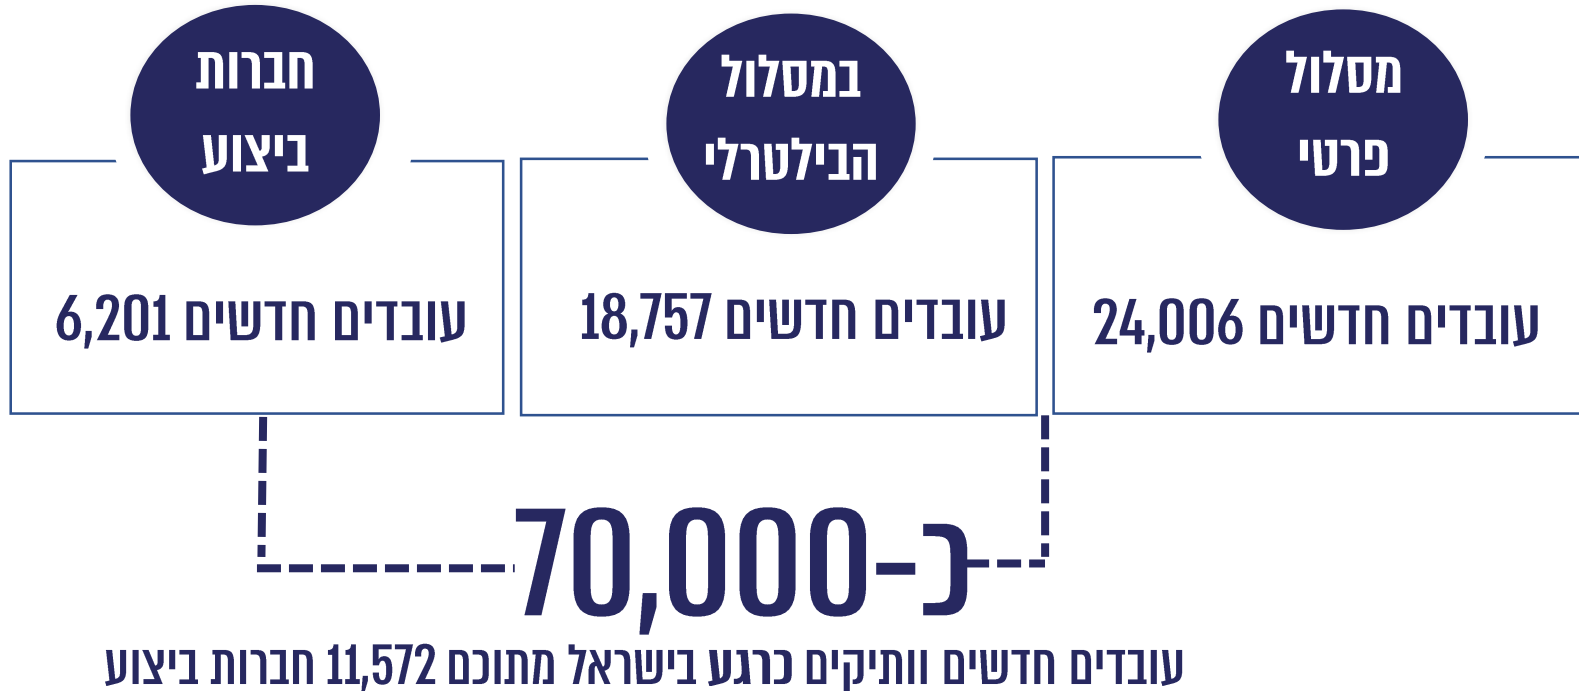 מסלול
פרטי
24,006 עובדים חדשים
במסלול
הבילטרלי
18,757 עובדים חדשים
חברות
ביצוע
6,201 עובדים חדשים
כ-70,000
עובדים חדשים וותיקים כרגע בישראל מתוכם 11,572 חברות ביצוע